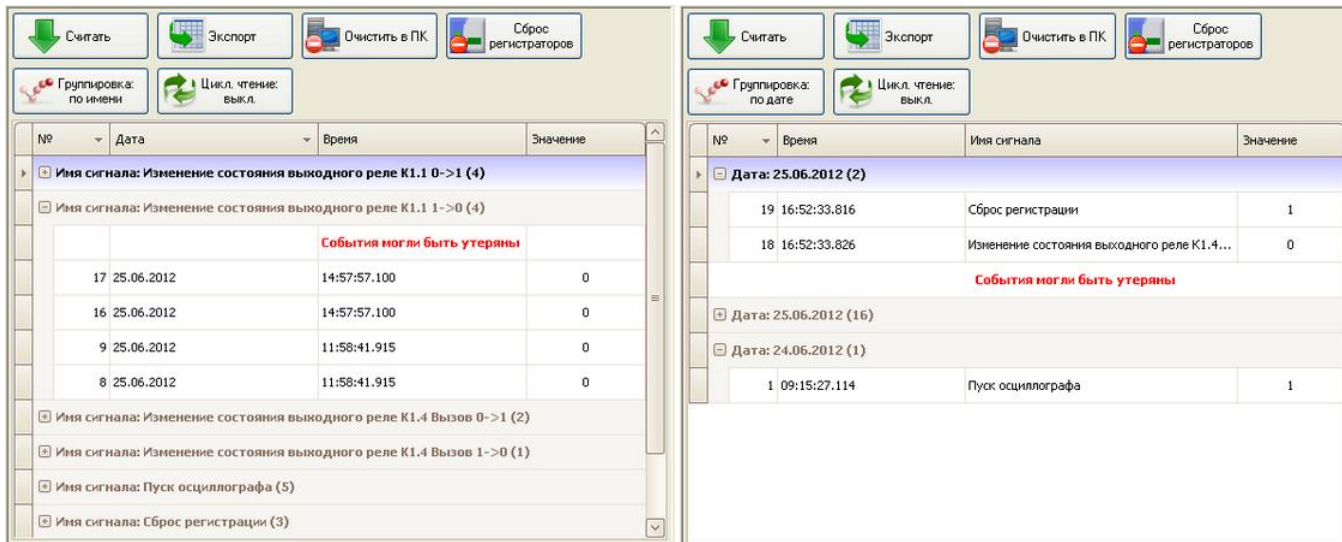 Считать
Экспорт
Очистить в ПК
Сброс
регистраторов
Группировка:
по имени
Цикл. чтение:
выкл.
№ Дата Время Значение
Имя сигнала: Изменение состояния выходного реле К1.1 0->1 (4)
Имя сигнала: Изменение состояния выходного реле К1.1 1->0 (4)
События могли быть утеряны
17 25.06.2012 14:57:57.100 0
16 25.06.2012 14:57:57.100 0
9 25.06.2012 11:58:41.915 0
8 25.06.2012 11:58:41.915 0
Имя сигнала: Изменение состояния выходного реле К1.4 Вызов 0->1 (2)
Имя сигнала: Изменение состояния выходного реле К1.4 Вызов 1->0 (1)
Имя сигнала: Пуск осциллографа (5)
Имя сигнала: Сброс регистрации (3)
Считать
Экспорт
Очистить в ПК
Сброс
регистраторов
Группировка:
по дате
Цикл. чтение:
выкл.
№ Время Имя сигнала Значение
Дата: 25.06.2012 (2)
19 16:52:33.816 Сброс регистрации 1
18 16:52:33.826 Изменение состояния выходного реле К1.4... 0
События могли быть утеряны
Дата: 25.06.2012 (16)
Дата: 24.06.2012 (1)
1 09:15:27.114 Пуск осциллографа 1